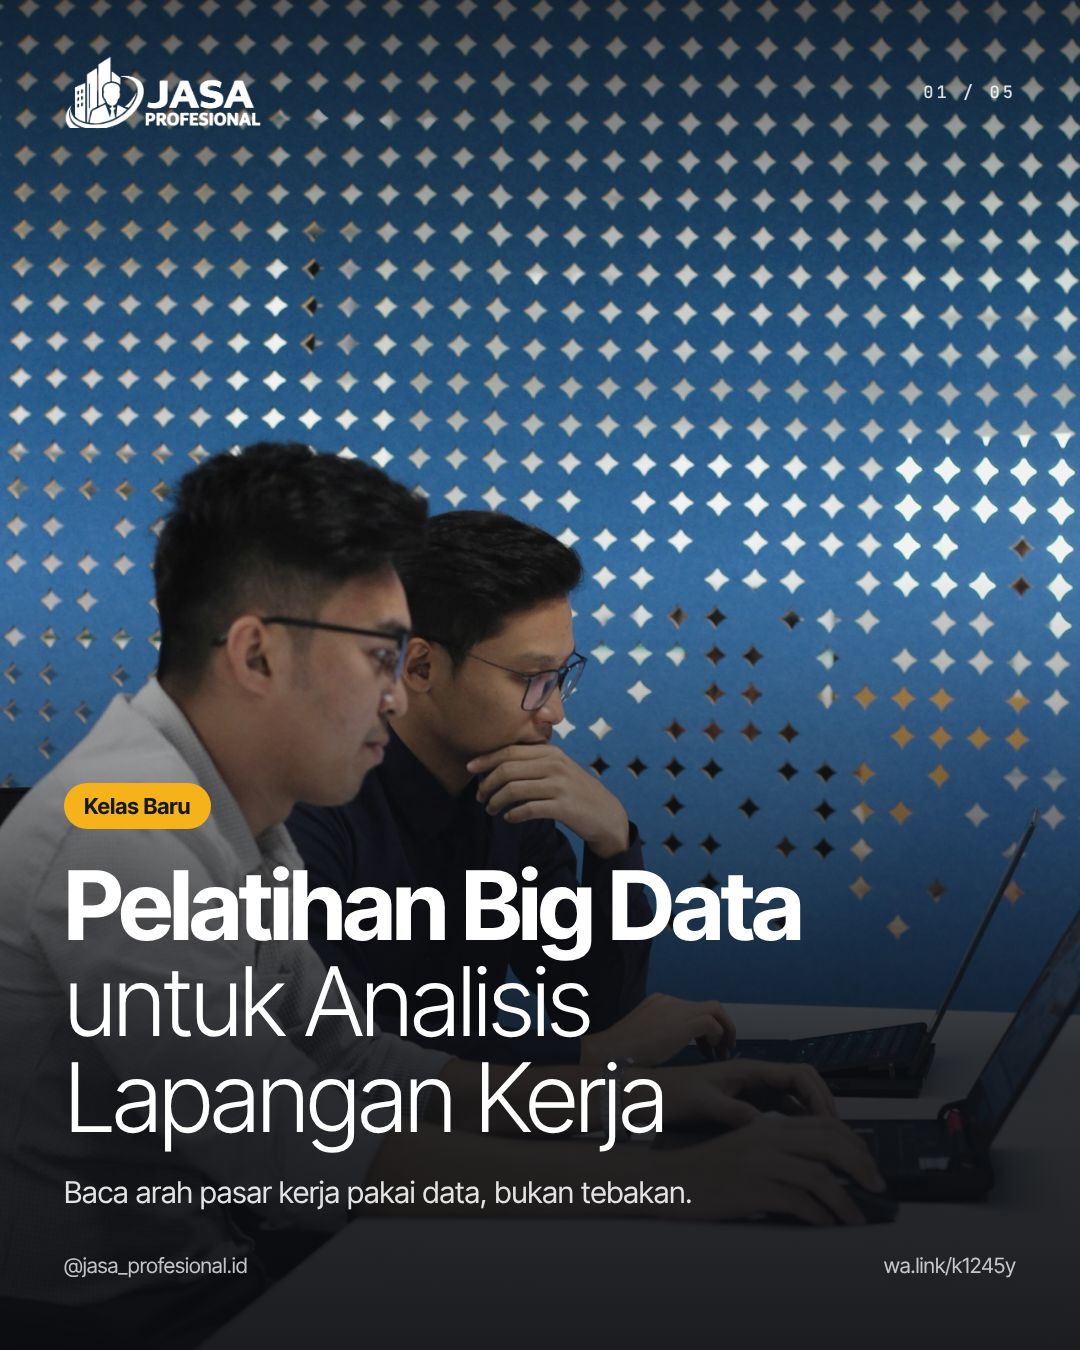 JASA
PROFESIONAL
01 / 05
Kelas Baru
Pelatihan Big Data
untuk Analisis
Lapangan Kerja
Baca arah pasar kerja pakai data, bukan tebakan.
@jasa_profesional.id
wa.link/k1245y